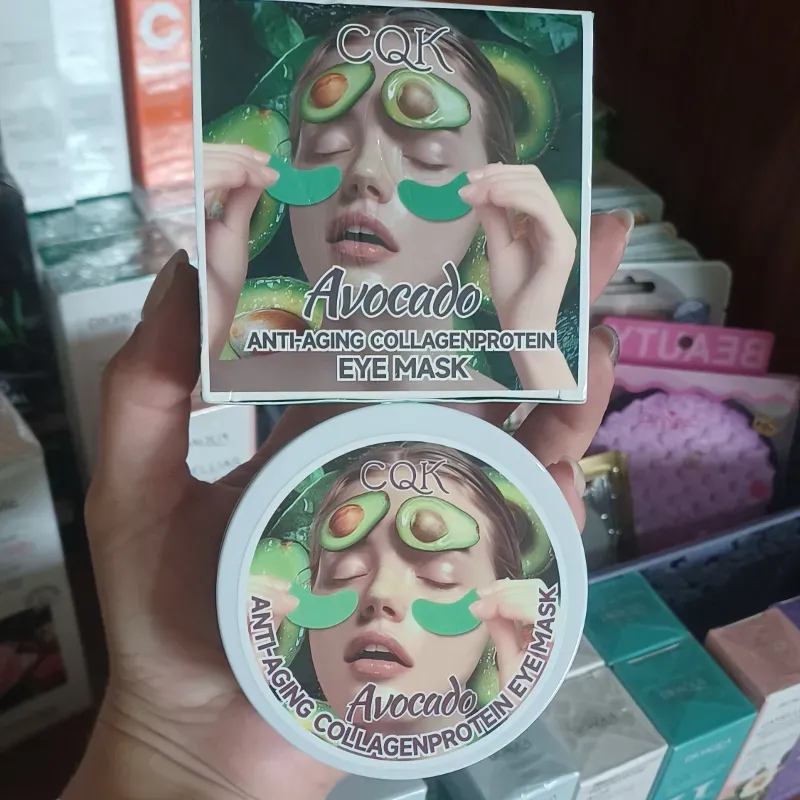 C
CQK
Avocado
ANTI-AGING COLLAGENPROTEIN
EYE MASK
BEAUTY
CQK
Avocado
ANTI-AGING COLLAGENPROTEIN EYE MASK